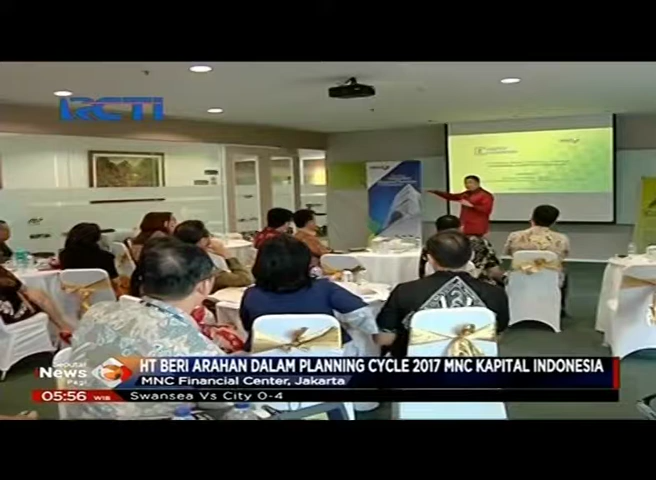 RCTI
HT BERI ARAHAN DALAM PLANNING CYCLE 2017 MNC KAPITAL INDONESIA
Seputar
News
Pagi
MNC Financial Center, Jakarta
05:56 WIB
Swansea Vs City 0-4